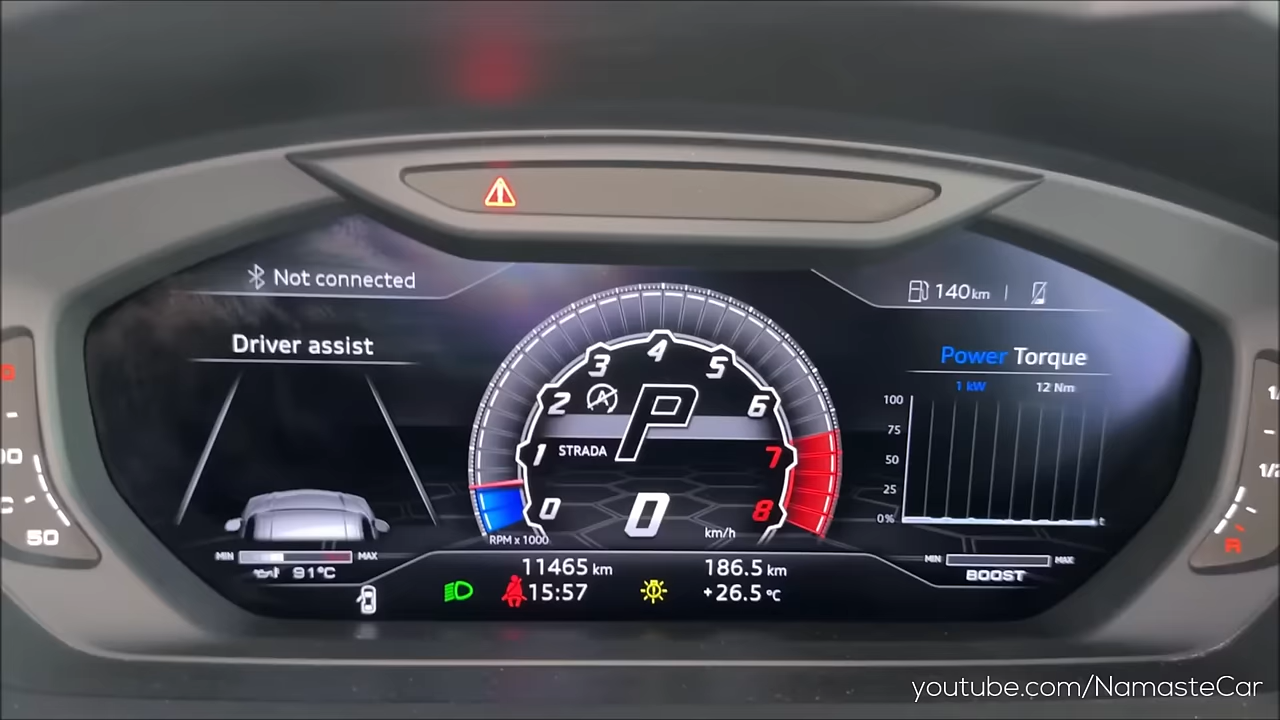 Not connected
140 km
Driver assist
Power Torque
1 kW 12 Nm
100
75
50
25
0%
t
0
1
2
3
4
5
6
7
8
A
P
STRADA
0
km/h
RPM x 1000
MIN MAX
91°C
MIN MAX
BOOST
11465 km 186.5 km
15:57 +26.5 °C
50
R
youtube.com/NamasteCar